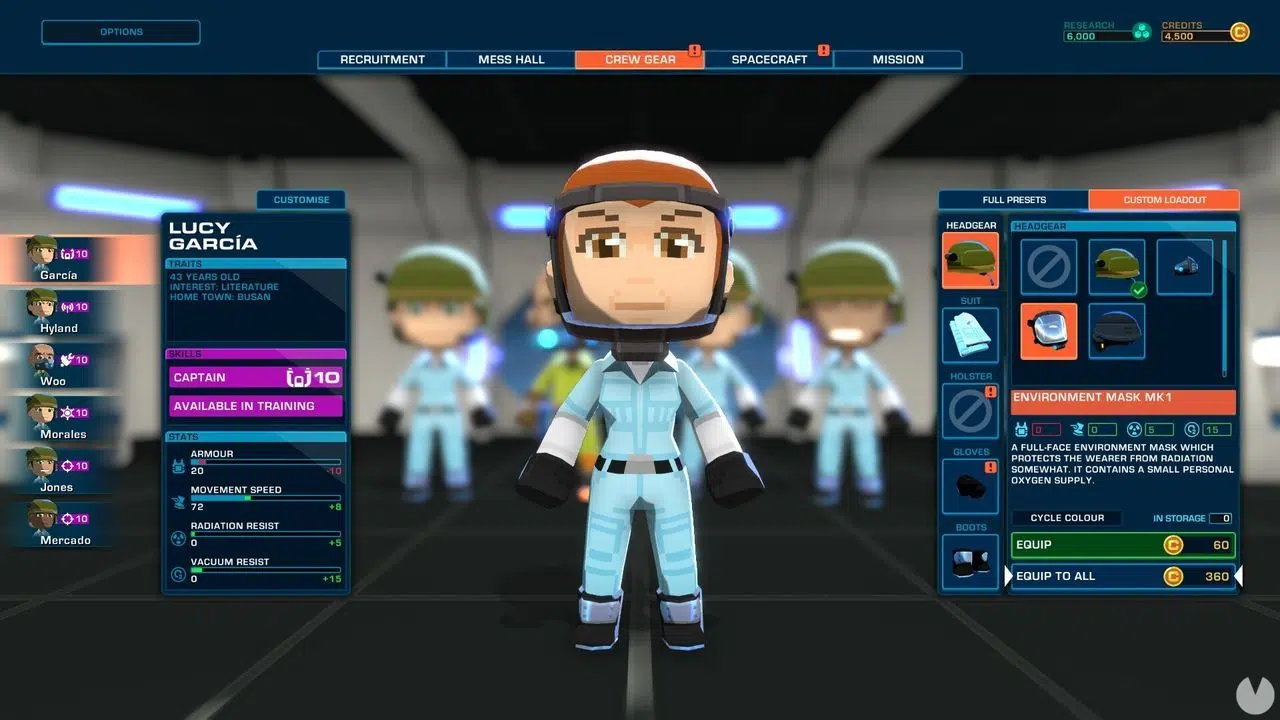 OPTIONS
RESEARCH
6,000
CREDITS
4,500
RECRUITMENT
MESS HALL
CREW GEAR
!
SPACECRAFT
!
MISSION
García
10
Hyland
10
Woo
10
Morales
10
Jones
10
Mercado
10
CUSTOMISE
LUCY
GARCÍA
TRAITS
43 YEARS OLD
INTEREST: LITERATURE
HOME TOWN: BUSAN
SKILLS
CAPTAIN 10
AVAILABLE IN TRAINING
STATS
ARMOUR
20 -10
MOVEMENT SPEED
72 +8
RADIATION RESIST
0 +5
VACUUM RESIST
0 +15
FULL PRESETS
CUSTOM LOADOUT
HEADGEAR
SUIT
HOLSTER
!
GLOVES
!
BOOTS
HEADGEAR
ENVIRONMENT MASK MK1
0 0 5 15
A FULL-FACE ENVIRONMENT MASK WHICH
PROTECTS THE WEARER FROM RADIATION
SOMEWHAT. IT CONTAINS A SMALL PERSONAL
OXYGEN SUPPLY.
CYCLE COLOUR
IN STORAGE 0
EQUIP 60
EQUIP TO ALL 360